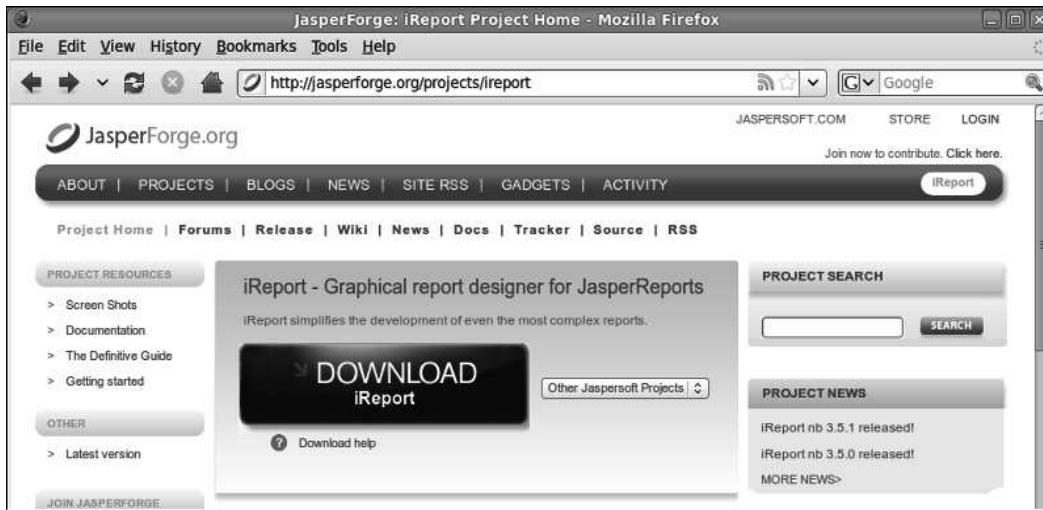 JasperForge: iReport Project Home - Mozilla Firefox
File Edit View History Bookmarks Tools Help
http://jasperforge.org/projects/ireport
G Google
JasperForge.org
JASPERSOFT.COM STORE LOGIN
Join now to contribute. Click here.
ABOUT | PROJECTS | BLOGS | NEWS | SITE RSS | GADGETS | ACTIVITY
iReport
Project Home | Forums | Release | Wiki | News | Docs | Tracker | Source | RSS
PROJECT RESOURCES
> Screen Shots
> Documentation
> The Definitive Guide
> Getting started
OTHER
> Latest version
JOIN JASPERFORGE
iReport - Graphical report designer for JasperReports
iReport simplifies the development of even the most complex reports.
DOWNLOAD
iReport
Other Jaspersoft Projects
? Download help
PROJECT SEARCH
SEARCH
PROJECT NEWS
iReport nb 3.5.1 released!
iReport nb 3.5.0 released!
MORE NEWS>